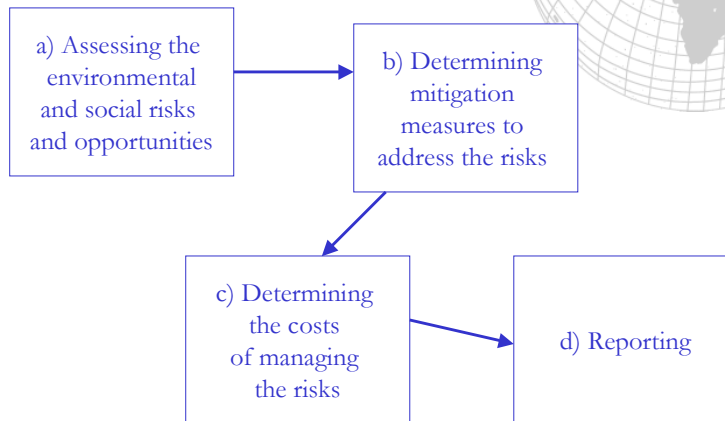 a) Assessing the
environmental
and social risks
and opportunities
b) Determining
mitigation
measures to
address the risks
c) Determining
the costs
of managing
the risks
d) Reporting